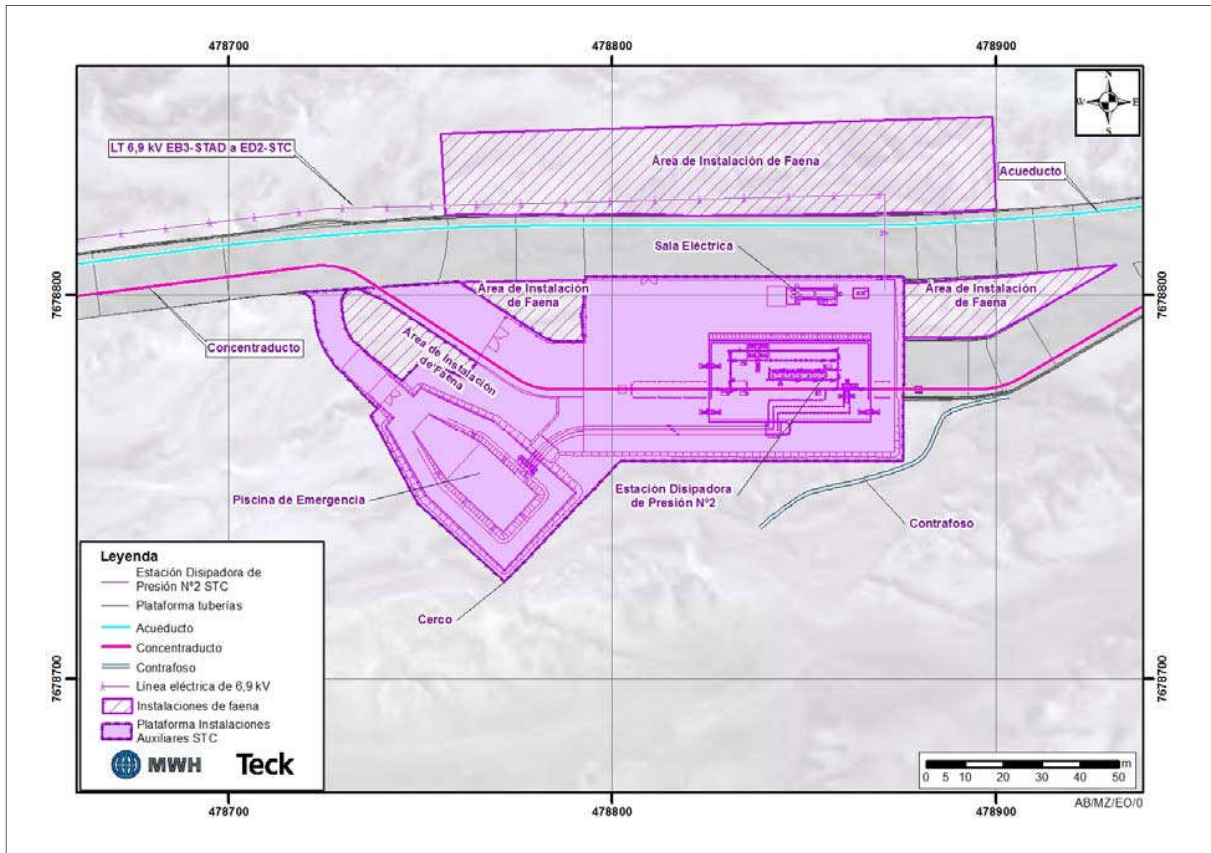 478700
478800
478900
N
W
E
S
LT 6,9 kV EB3-STAD a ED2-STC
Área de Instalación de Faena
Acueducto
Sala Eléctrica
7678800
7678800
Área de Instalación
de Faena
Área de Instalación
de Faena
Concentraducto
Área de Instalación
de Faena
Piscina de Emergencia
Estación Disipadora
de Presión N°2
Contrafoso
Cerco
Leyenda
Estación Disipadora de
Presión N°2 STC
Plataforma tuberías
Acueducto
Concentraducto
Contrafoso
Línea eléctrica de 6,9 kV
Instalaciones de faena
Plataforma Instalaciones
Auxiliares STC
MWH
Teck
7678700
7678700
m
0 5 10 20 30 40 50
AB/MZ/EO/0
478700
478800
478900